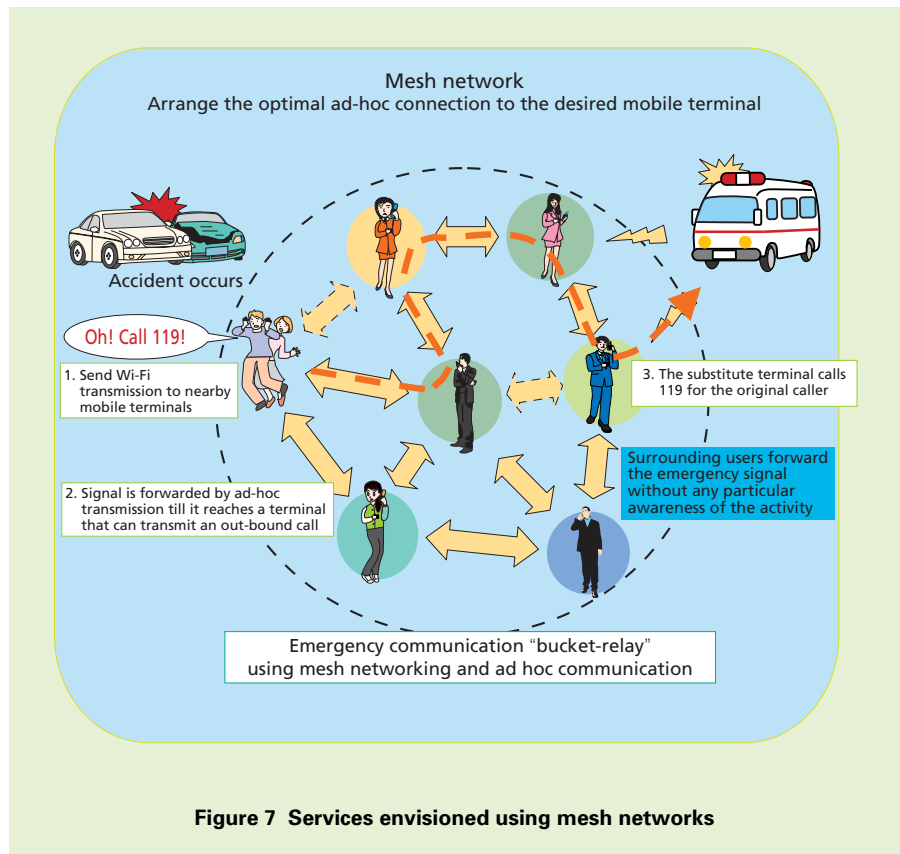 Mesh network
Arrange the optimal ad-hoc connection to the desired mobile terminal
Accident occurs
Oh! Call 119!
1. Send Wi-Fi
transmission to nearby
mobile terminals
3. The substitute terminal calls
119 for the original caller
Surrounding users forward
the emergency signal
without any particular
awareness of the activity
2. Signal is forwarded by ad-hoc
transmission till it reaches a terminal
that can transmit an out-bound call
Emergency communication “bucket-relay”
using mesh networking and ad hoc communication
Figure 7 Services envisioned using mesh networks